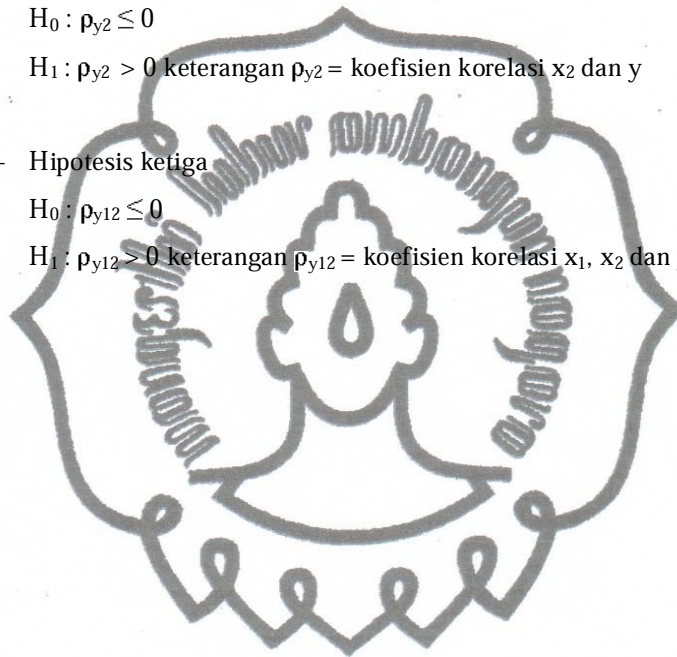 H₀ : ρy2 ≤ 0
H₁ : ρy2 > 0 keterangan ρy2 = koefisien korelasi x₂ dan y
- Hipotesis ketiga
H₀ : ρy12 ≤ 0
H₁ : ρy12 > 0 keterangan ρy12 = koefisien korelasi x₁, x₂ dan